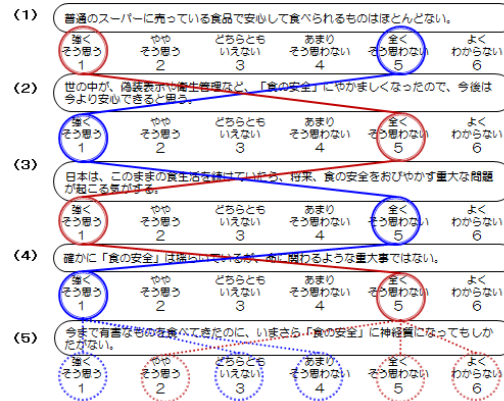 (1) 普通のスーパーに売っている食品で安心して食べられるものはほとんどない。
強く やや どちらとも あまり 全く よく
そう思う そう思う いえない そう思わない そう思わない わからない
1 2 3 4 5 6
(2) 世の中が、偽装表示や衛生管理など、「食の安全」にやかましくなったので、今後は
今より安心できると思う。
強く やや どちらとも あまり 全く よく
そう思う そう思う いえない そう思わない そう思わない わからない
1 2 3 4 5 6
(3) 日本は、このままの食生活を続けていたら、将来、食の安全をおびやかす重大な問題
が起こる気がする。
強く やや どちらとも あまり 全く よく
そう思う そう思う いえない そう思わない そう思わない わからない
1 2 3 4 5 6
(4) 確かに「食の安全」は揺らいでいるが、命に関わるような重大事ではない。
強く やや どちらとも あまり 全く よく
そう思う そう思う いえない そう思わない そう思わない わからない
1 2 3 4 5 6
(5) 今まで有害なものを食べてきたのに、いまさら「食の安全」に神経質になってもしか
たがない。
強く やや どちらとも あまり 全く よく
そう思う そう思う いえない そう思わない そう思わない わからない
1 2 3 4 5 6